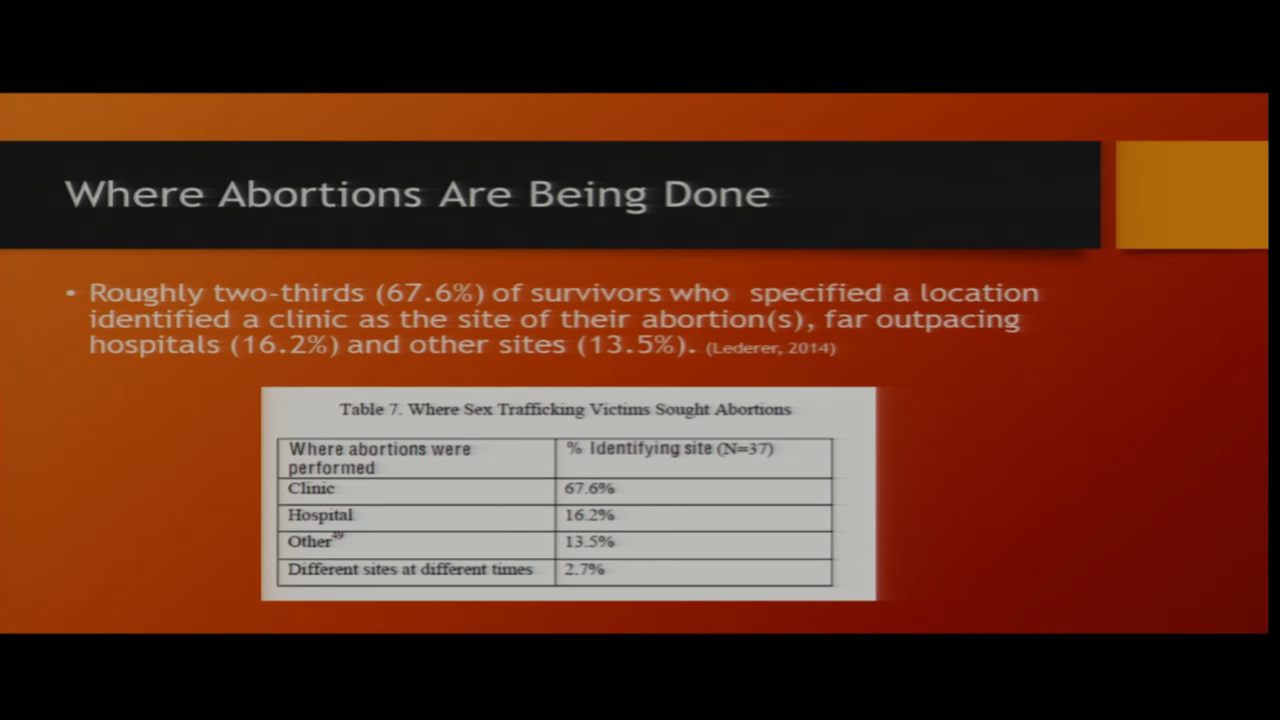 Where Abortions Are Being Done
• Roughly two-thirds (67.6%) of survivors who specified a location
identified a clinic as the site of their abortion(s), far outpacing
hospitals (16.2%) and other sites (13.5%). (Lederer, 2014)
Table 7. Where Sex Trafficking Victims Sought Abortions
Where abortions were % Identifying site (N=37)
performed
Clinic 67.6%
Hospital 16.2%
Other49 13.5%
Different sites at different times 2.7%